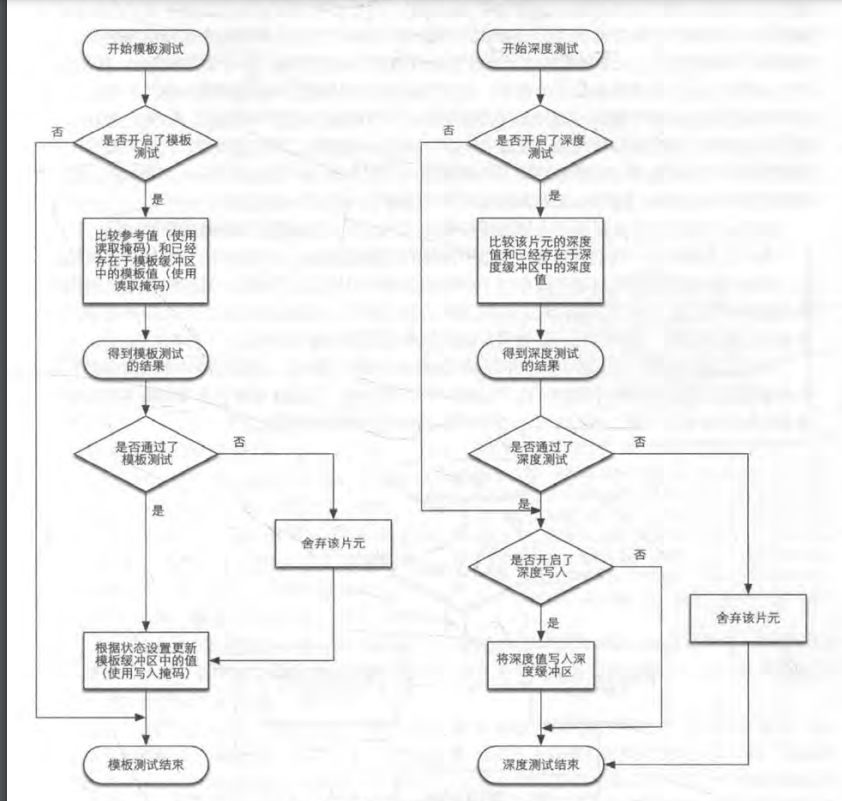 开始模板测试
否
是否开启了模板
测试
是
比较参考值（使用
读取掩码）和已经
存在于模板缓冲区
中的模板值（使用
读取掩码）
得到模板测试
的结果
是否通过了
模板测试
否
是
舍弃该片元
根据状态设置更新
模板缓冲区中的值
（使用写入掩码）
模板测试结束
开始深度测试
否
是否开启了深度
测试
是
比较该片元的深度
值和已经存在于深
度缓冲区中的深度
值
得到深度测试
的结果
是否通过了
深度测试
否
是
是否开启了
深度写入
否
舍弃该片元
是
将深度值写入深
度缓冲区
深度测试结束